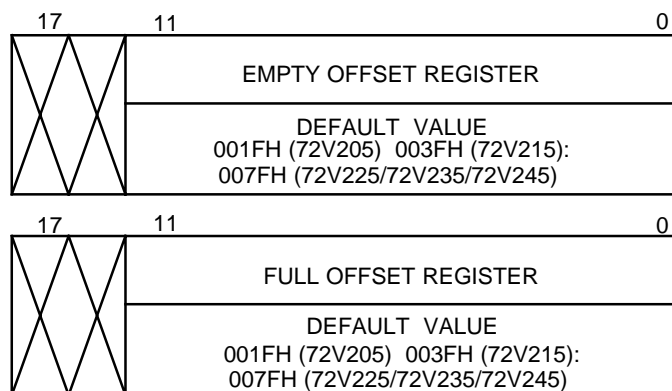 17 11 0
EMPTY OFFSET REGISTER
DEFAULT VALUE
001FH (72V205) 003FH (72V215):
007FH (72V225/72V235/72V245)
17 11 0
FULL OFFSET REGISTER
DEFAULT VALUE
001FH (72V205) 003FH (72V215):
007FH (72V225/72V235/72V245)